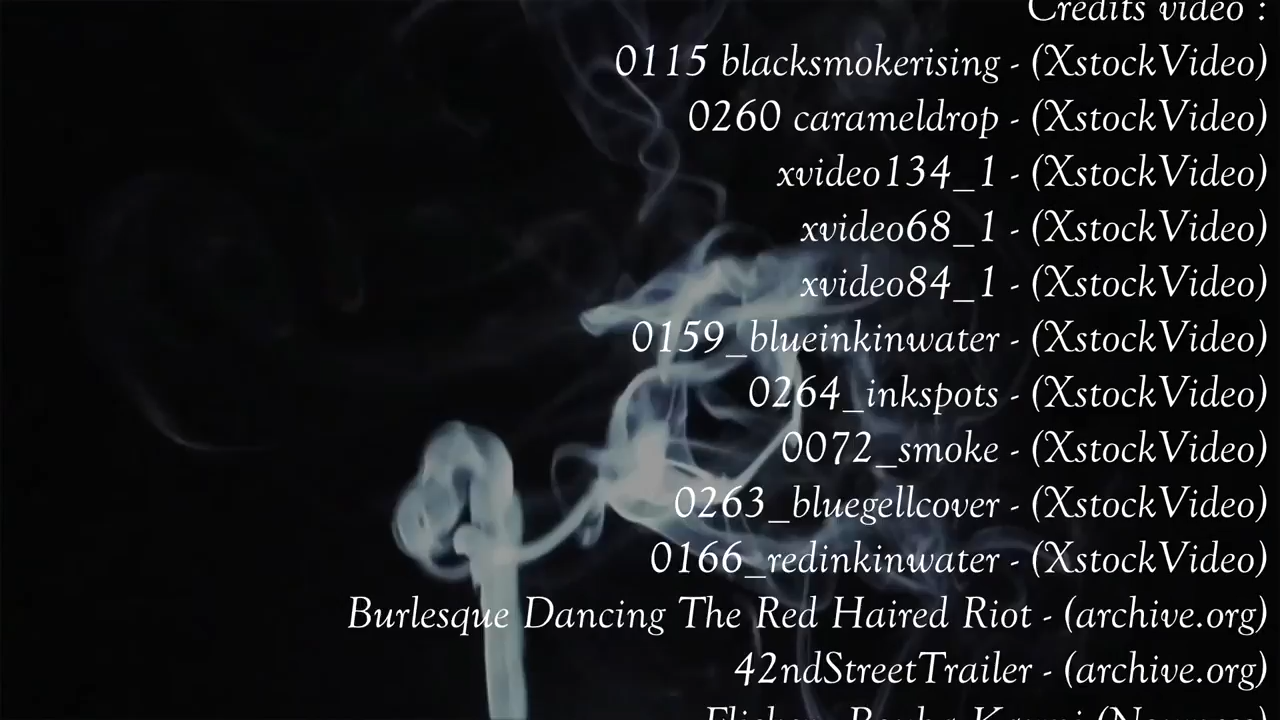 Credits video :
0115 blacksmokerising - (XstockVideo)
0260 carameldrop - (XstockVideo)
xvideo134_1 - (XstockVideo)
xvideo68_1 - (XstockVideo)
xvideo84_1 - (XstockVideo)
0159_blueinkinwater - (XstockVideo)
0264_inkspots - (XstockVideo)
0072_smoke - (XstockVideo)
0263_bluegellcover - (XstockVideo)
0166_redinkinwater - (XstockVideo)
Burlesque Dancing The Red Haired Riot - (archive.org)
42ndStreetTrailer - (archive.org)